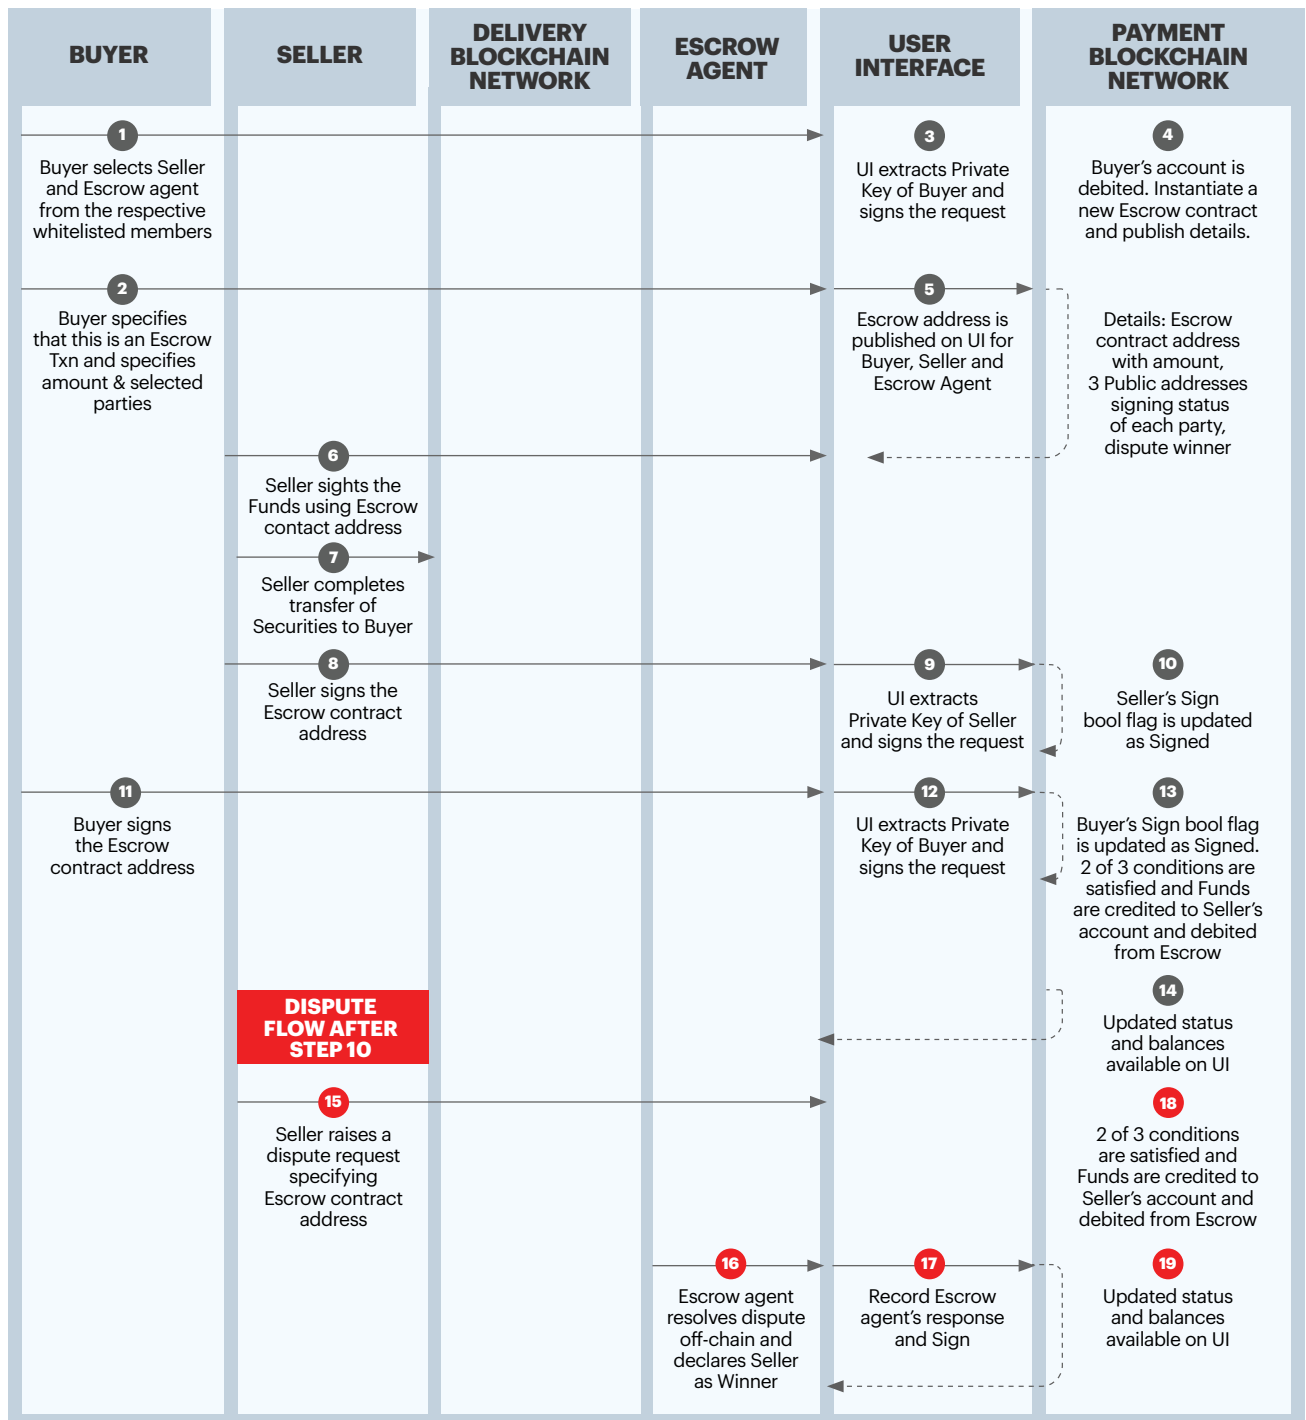 BUYER
SELLER
DELIVERY
BLOCKCHAIN
NETWORK
ESCROW
AGENT
USER
INTERFACE
PAYMENT
BLOCKCHAIN
NETWORK
1
Buyer selects Seller
and Escrow agent
from the respective
whitelisted members
3
UI extracts Private
Key of Buyer and
signs the request
4
Buyer's account is
debited. Instantiate a
new Escrow contract
and publish details.
2
Buyer specifies
that this is an Escrow
Txn and specifies
amount & selected
parties
5
Escrow address is
published on UI for
Buyer, Seller and
Escrow Agent
Details: Escrow
contract address
with amount,
3 Public addresses
signing status
of each party,
dispute winner
6
Seller sights the
Funds using Escrow
contact address
7
Seller completes
transfer of
Securities to Buyer
8
Seller signs the
Escrow contract
address
9
UI extracts
Private Key of Seller
and signs the request
10
Seller's Sign
bool flag is updated
as Signed
11
Buyer signs
the Escrow
contract address
12
UI extracts Private
Key of Buyer and
signs the request
13
Buyer's Sign bool flag
is updated as Signed.
2 of 3 conditions are
satisfied and Funds
are credited to Seller's
account and debited
from Escrow
14
Updated status
and balances
available on UI
DISPUTE
FLOW AFTER
STEP 10
15
Seller raises a
dispute request
specifying
Escrow contract
address
18
2 of 3 conditions
are satisfied and
Funds are credited to
Seller's account and
debited from Escrow
16
Escrow agent
resolves dispute
off-chain and
declares Seller
as Winner
17
Record Escrow
agent's response
and Sign
19
Updated status
and balances
available on UI